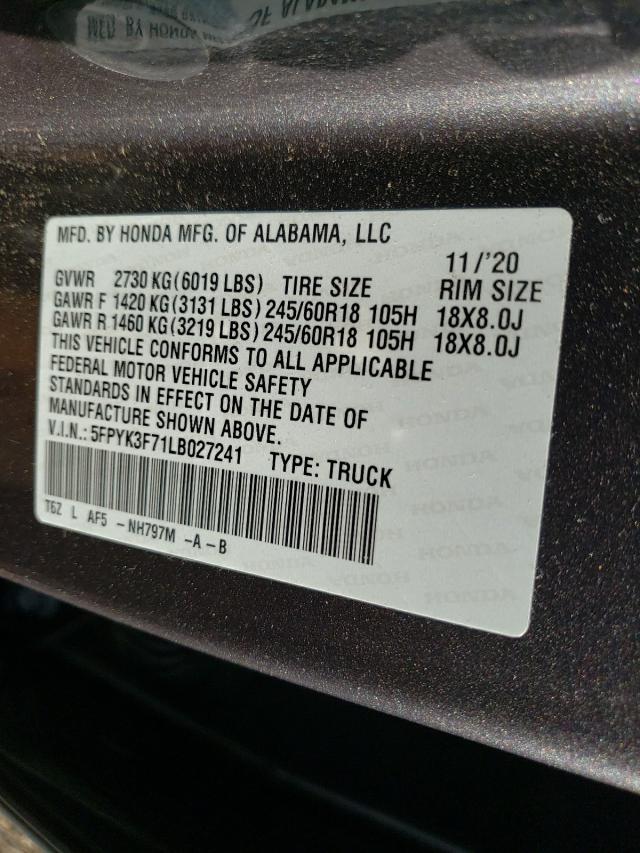 MFD. BY HONDA MFG. OF ALABAMA, LLC 11/'20
GVWR 2730 KG(6019 LBS) TIRE SIZE RIM SIZE
GAWR F 1420 KG(3131 LBS) 245/60R18 105H 18X8.0J
GAWR R 1460 KG(3219 LBS) 245/60R18 105H 18X8.0J
THIS VEHICLE CONFORMS TO ALL APPLICABLE
FEDERAL MOTOR VEHICLE SAFETY
STANDARDS IN EFFECT ON THE DATE OF
MANUFACTURE SHOWN ABOVE.
V.I.N.: 5FPYK3F71LB027241 TYPE: TRUCK
T6Z L AF5 -NH797M -A-B